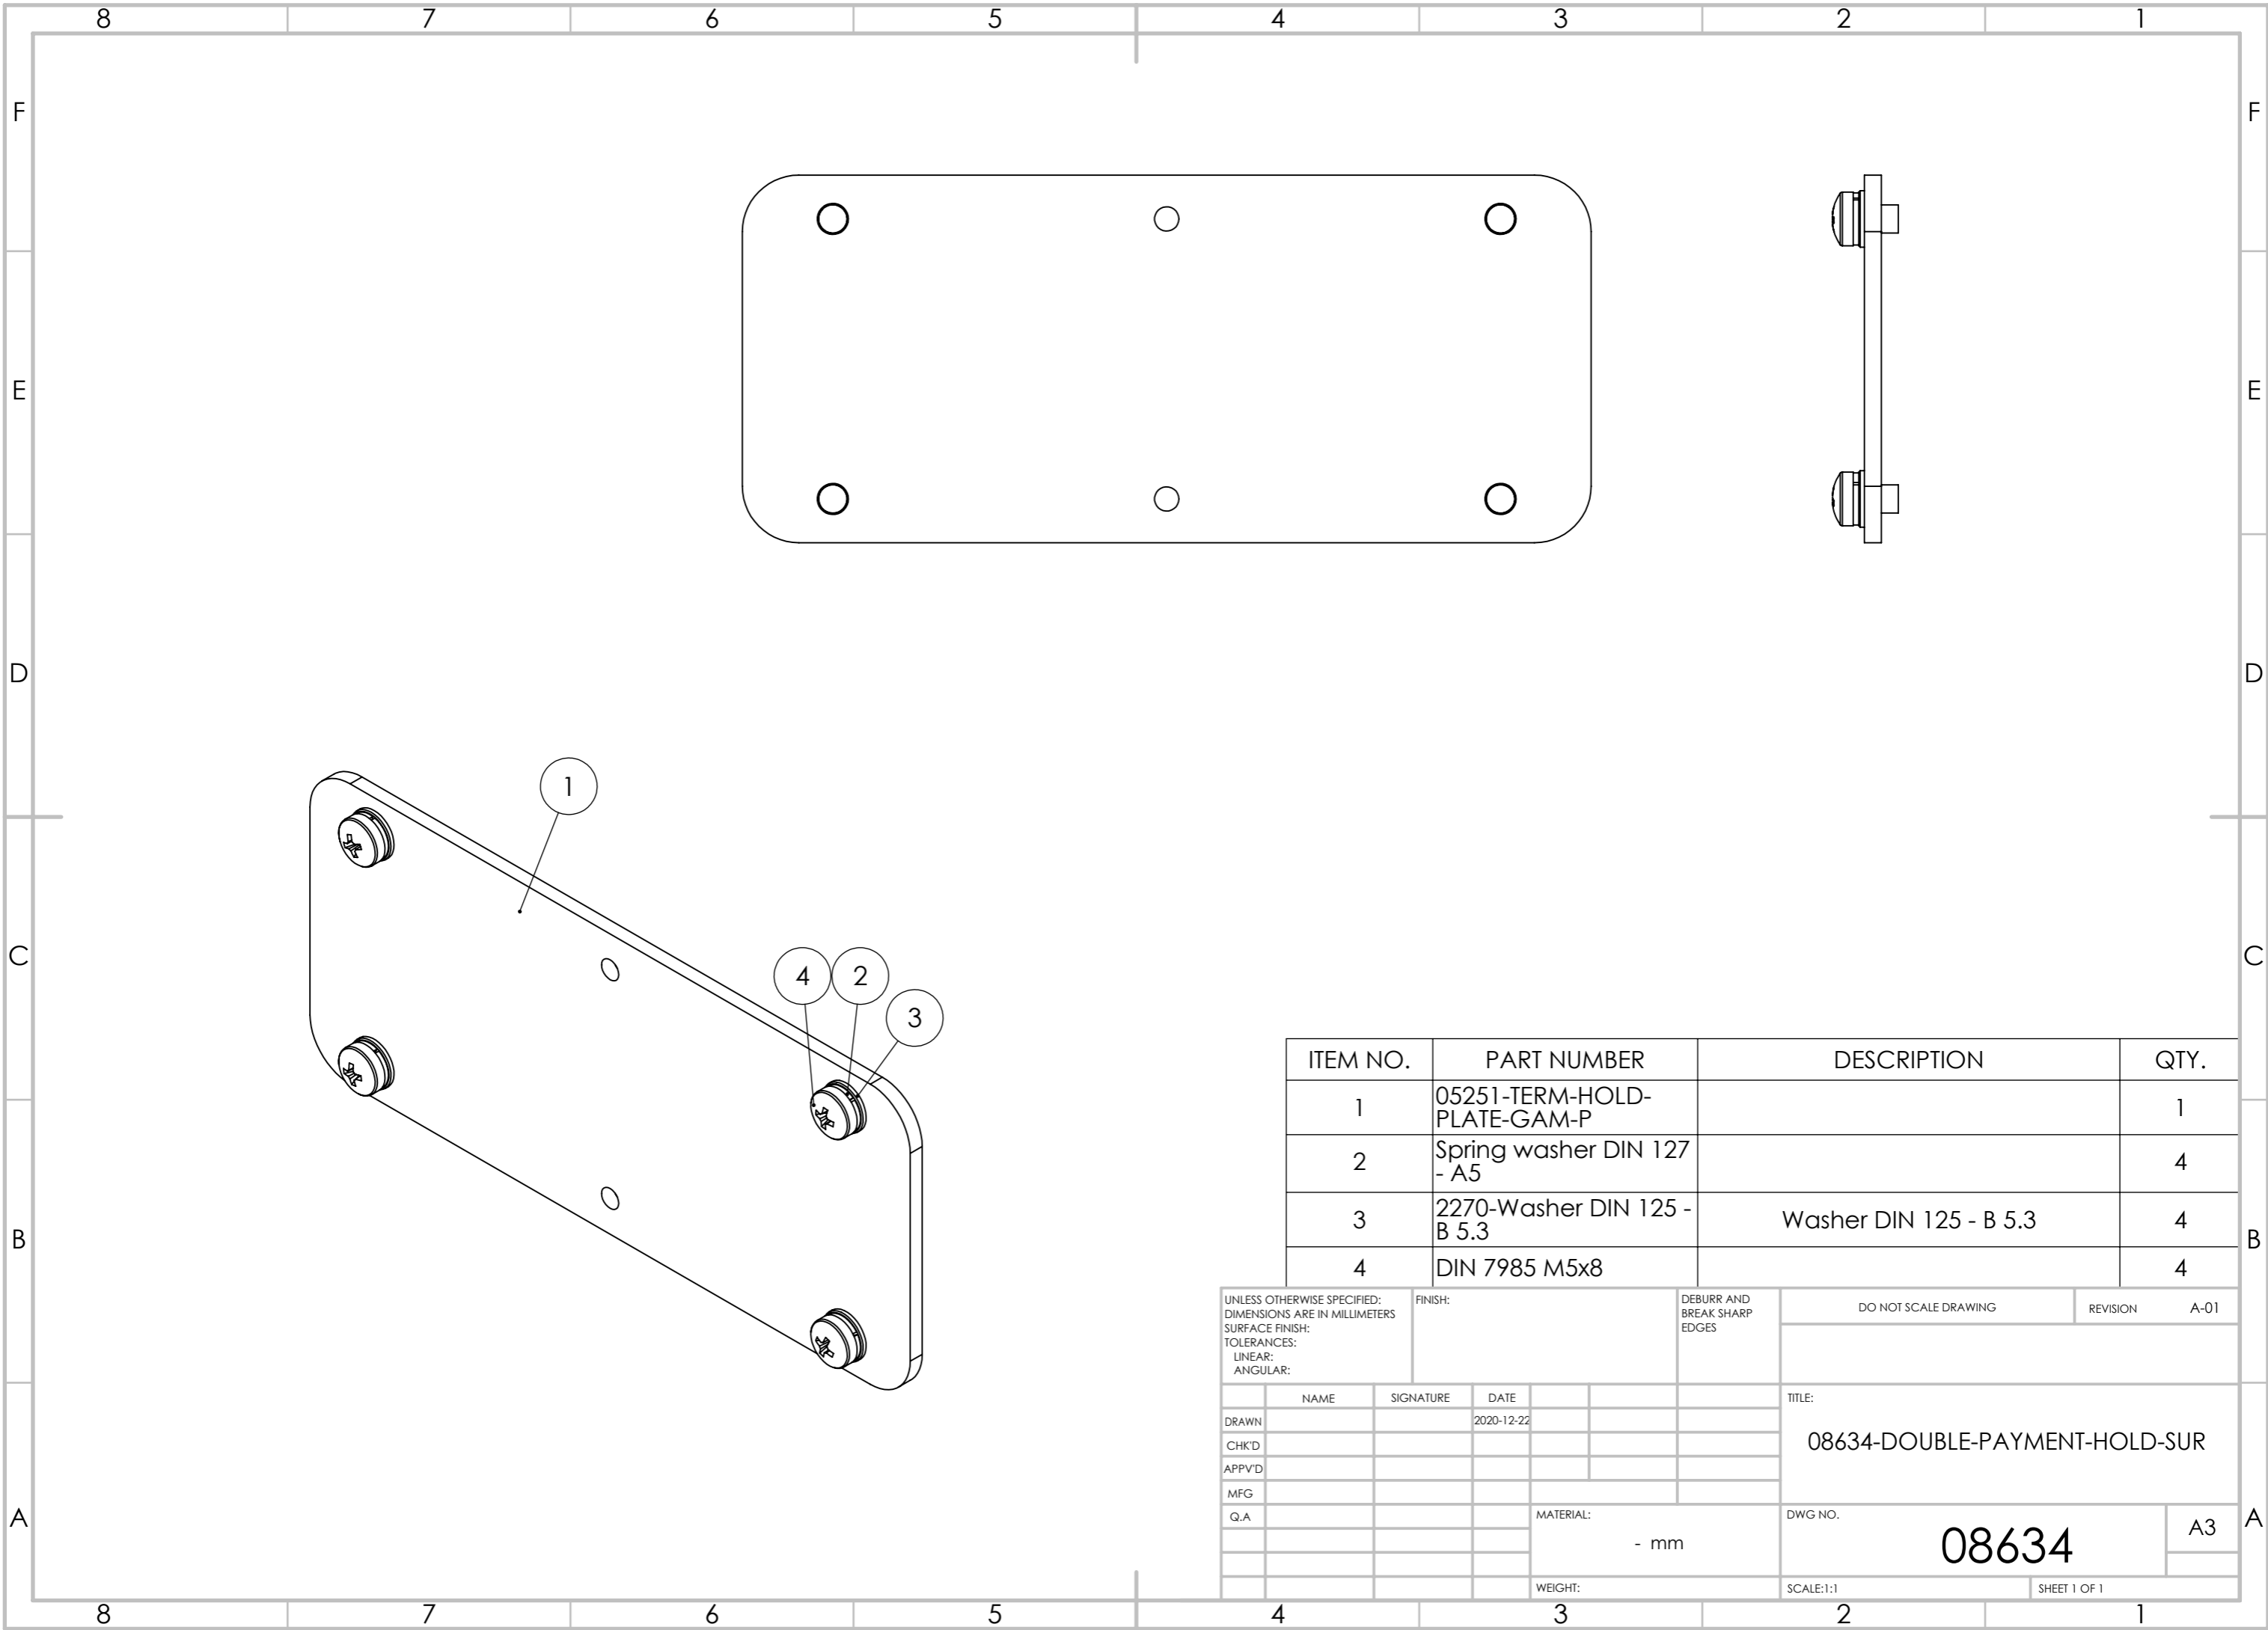 8 7 6 5 4 3 2 1
F F
E E
D D
C C
B B
A A
1
4 2
3
ITEM NO. PART NUMBER DESCRIPTION QTY.
1 05251-TERM-HOLD-
PLATE-GAM-P 1
2 Spring washer DIN 127
- A5 4
3 2270-Washer DIN 125 -
B 5.3 Washer DIN 125 - B 5.3 4
4 DIN 7985 M5x8 4
UNLESS OTHERWISE SPECIFIED:
DIMENSIONS ARE IN MILLIMETERS
SURFACE FINISH:
TOLERANCES:
LINEAR:
ANGULAR:
FINISH:
DEBURR AND
BREAK SHARP
EDGES
DO NOT SCALE DRAWING
REVISION A-01
NAME SIGNATURE DATE
DRAWN 2020-12-22
CHK'D
APPV'D
MFG
Q.A
TITLE:
08634-DOUBLE-PAYMENT-HOLD-SUR
MATERIAL:
- mm
DWG NO.
08634
A3
WEIGHT:
SCALE:1:1
SHEET 1 OF 1
8 7 6 5 4 3 2 1